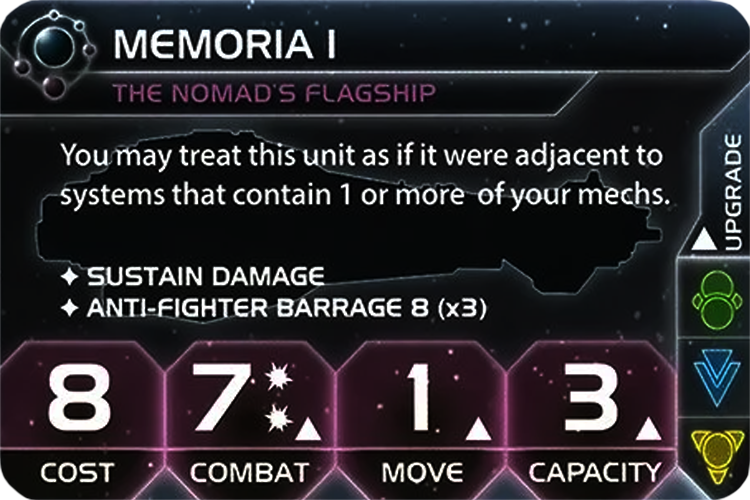 MEMORIA I
THE NOMAD'S FLAGSHIP
You may treat this unit as if it were adjacent to
systems that contain 1 or more of your mechs.
SUSTAIN DAMAGE
ANTI-FIGHTER BARRAGE 8 (x3)
UPGRADE
8
COST
7
COMBAT
1
MOVE
3
CAPACITY